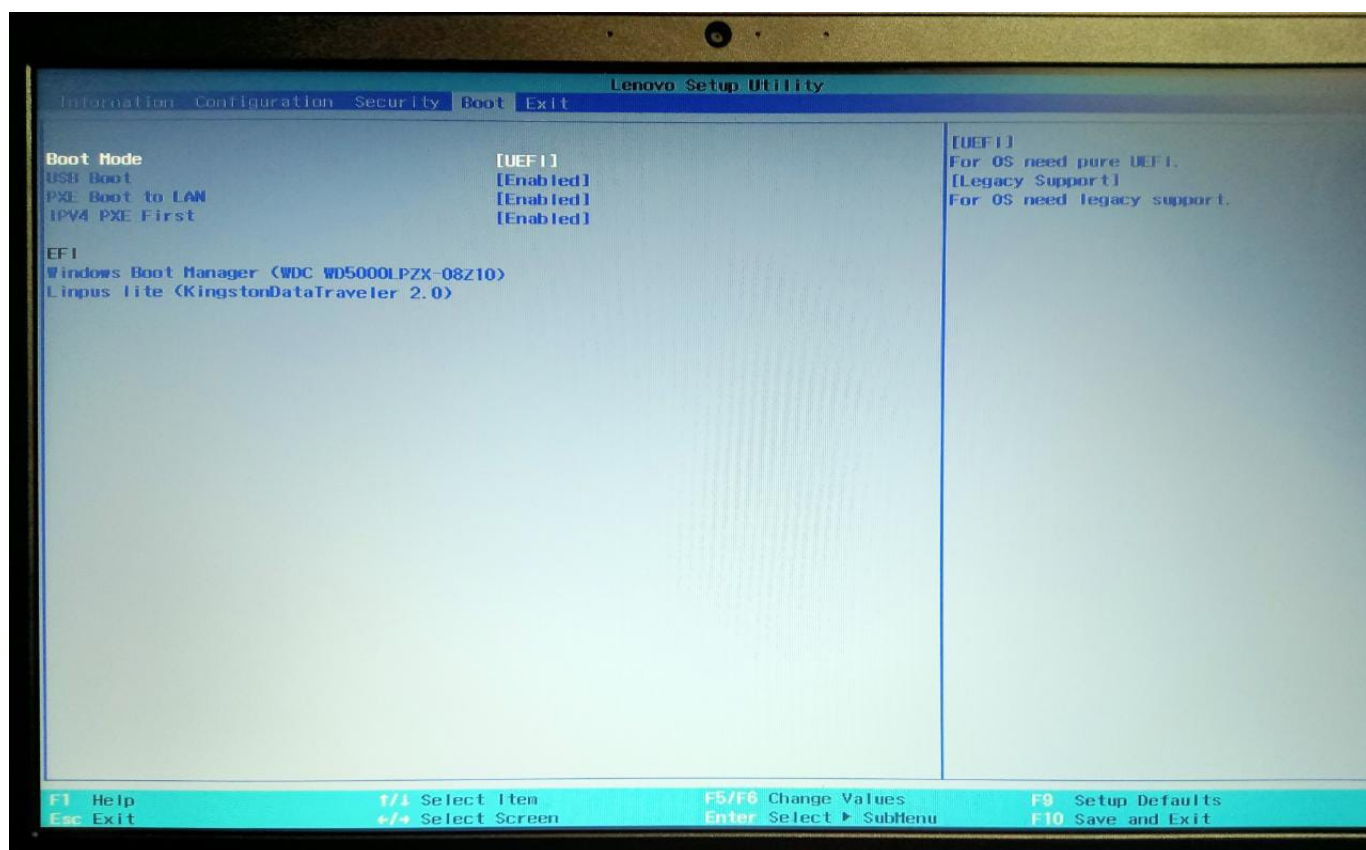 Lenovo Setup Utility
Information Configuration Security Boot Exit
Boot Mode [UEFI]
USB Boot [Enabled]
PXE Boot to LAN [Enabled]
IPV4 PXE First [Enabled]
EFI
Windows Boot Manager (WDC WD5000LPZX-08Z10)
Linpus lite (KingstonDataTraveler 2.0)
[UEFI]
For OS need pure UEFI.
[Legacy Support]
For OS need legacy support.
F1 Help ↑/↓ Select Item F5/F6 Change Values F9 Setup Defaults
Esc Exit ←/→ Select Screen Enter Select ▶ SubMenu F10 Save and Exit